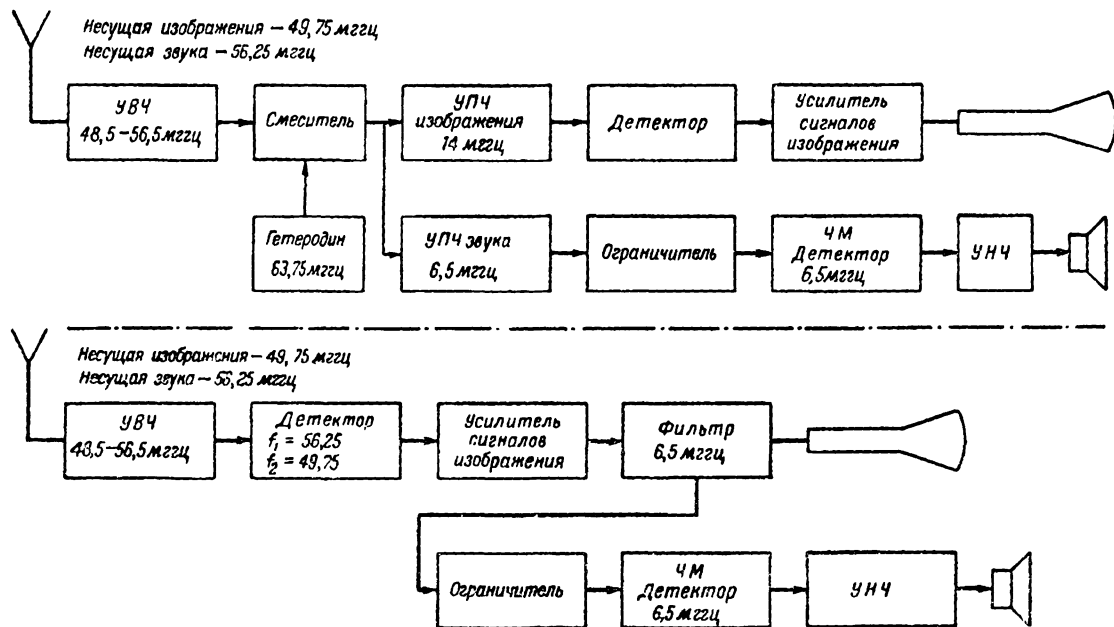 Несущая изображения – 49,75 мггц
Несущая звука – 56,25 мггц
УВЧ
48,5–56,5 мггц
Смеситель
УПЧ
изображения
14 мггц
Детектор
Усилитель
сигналов
изображения
Гетеродин
63,75 мггц
УПЧ звука
6,5 мггц
Ограничитель
ЧМ
Детектор
6,5 мггц
УНЧ
Несущая изображения – 49,75 мггц
Несущая звука – 56,25 мггц
УВЧ
48,5–56,5 мггц
Детектор
f₁ = 56,25
f₂ = 49,75
Усилитель
сигналов
изображения
Фильтр
6,5 мггц
Ограничитель
ЧМ
Детектор
6,5 мггц
УНЧ